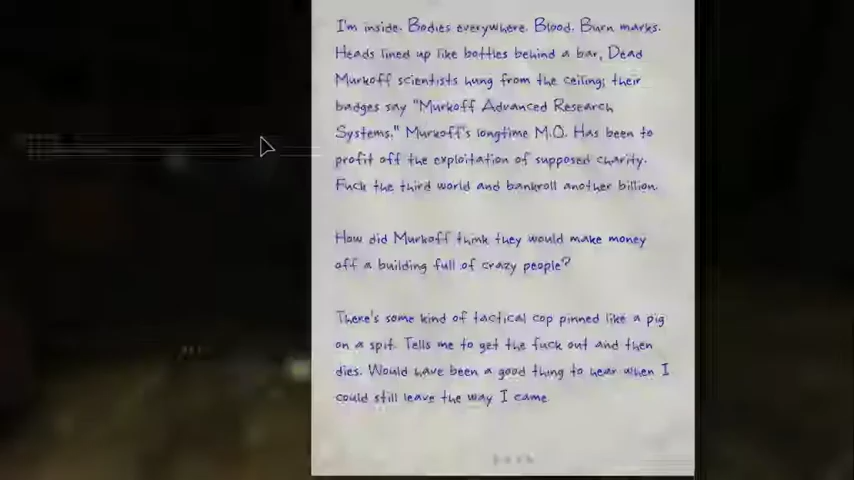 I'm inside. Bodies everywhere. Blood. Burn marks.
Heads lined up like bottles behind a bar, Dead
Murkoff scientists hung from the ceiling; their
badges say "Murkoff Advanced Research
Systems." Murkoff's longtime M.O. Has been to
profit off the exploitation of supposed charity.
Fuck the third world and bankroll another billion.
How did Murkoff think they would make money
off a building full of crazy people?
There's some kind of tactical cop pinned like a pig
on a spit. Tells me to get the fuck out and then
dies. Would have been a good thing to hear when I
could still leave the way I came